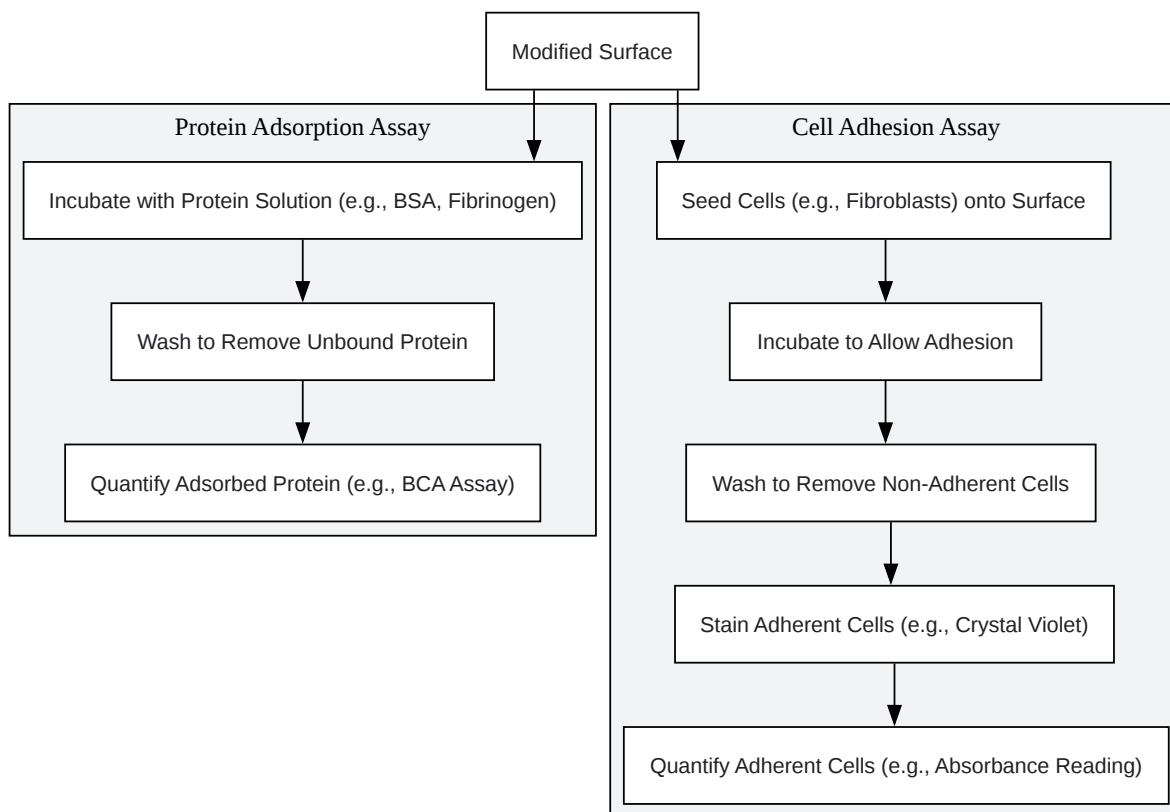 Modified Surface
Protein Adsorption Assay
Incubate with Protein Solution (e.g., BSA, Fibrinogen)
Wash to Remove Unbound Protein
Quantify Adsorbed Protein (e.g., BCA Assay)
Cell Adhesion Assay
Seed Cells (e.g., Fibroblasts) onto Surface
Incubate to Allow Adhesion
Wash to Remove Non-Adherent Cells
Stain Adherent Cells (e.g., Crystal Violet)
Quantify Adherent Cells (e.g., Absorbance Reading)